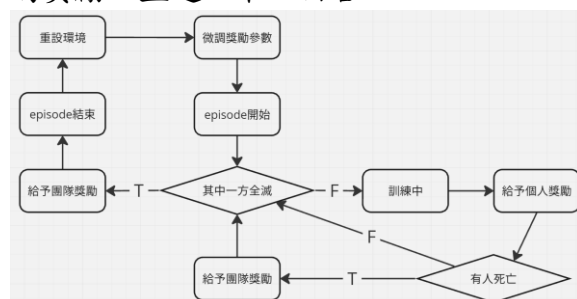 重設環境
微調獎勵參數
episode結束
episode開始
給予團隊獎勵
T
其中一方全滅
F
訓練中
給予個人獎勵
F
給予團隊獎勵
T
有人死亡